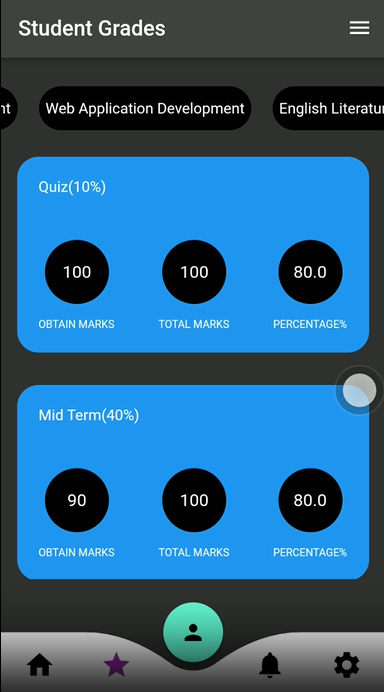 Student Grades
nt
Web Application Development
English Literatur
Quiz(10%)
100
100
80.0
OBTAIN MARKS
TOTAL MARKS
PERCENTAGE%
Mid Term(40%)
90
100
80.0
OBTAIN MARKS
TOTAL MARKS
PERCENTAGE%